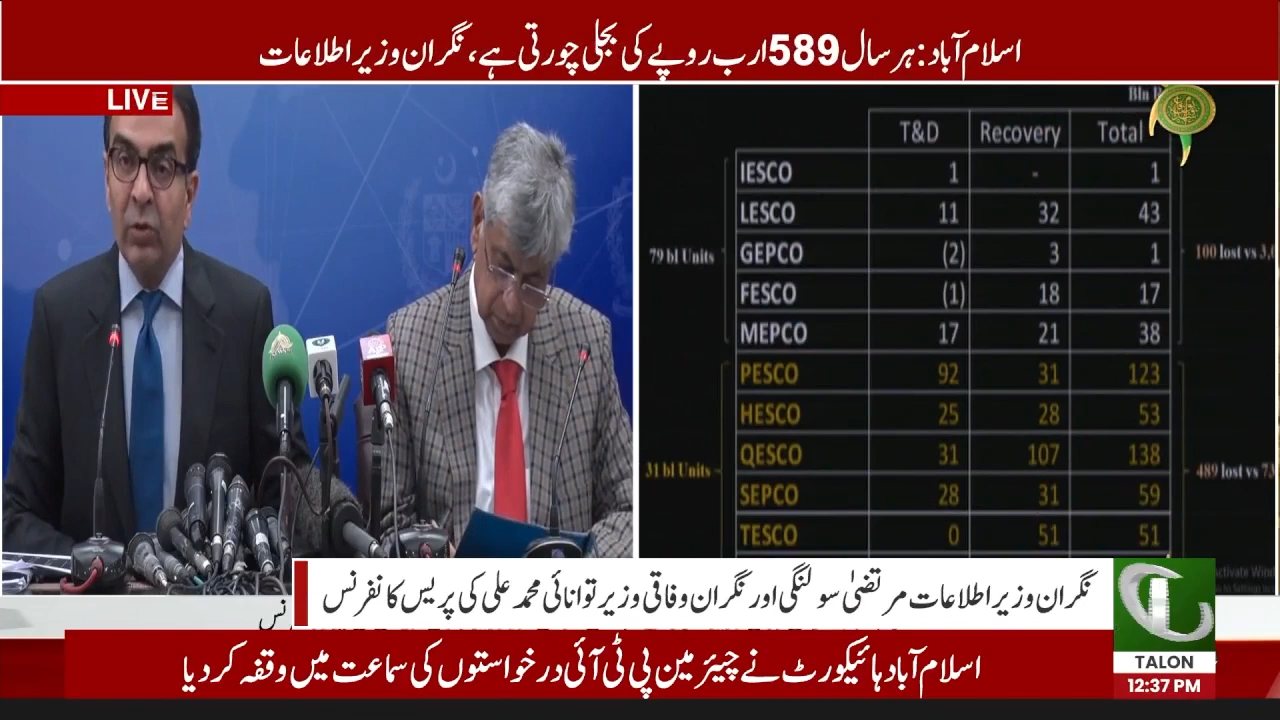 اسلام آباد: ہر سال 589 ارب روپے کی بجلی چورتی ہے، نگران وزیر اطلاعات
LIVE
Bln
T&D Recovery Total
IESCO 1 - 1
LESCO 11 32 43
GEPCO (2) 3 1
FESCO (1) 18 17
MEPCO 17 21 38
PESCO 92 31 123
HESCO 25 28 53
QESCO 31 107 138
SEPCO 28 31 59
TESCO 0 51 51
79 bl Units
31 bl Units
100 lost vs 3,0
489 lost vs 73
نگران وزیر اطلاعات مرتضیٰ سولنگی اور نگران وفاقی وزیر توانائی محمد علی کی پریس کانفرنس
اسلام آباد ہائیکورٹ نے چیئرمین پی ٹی آئی درخواستوں کی سماعت میں وقفہ کر دیا
TALON
12:37 PM